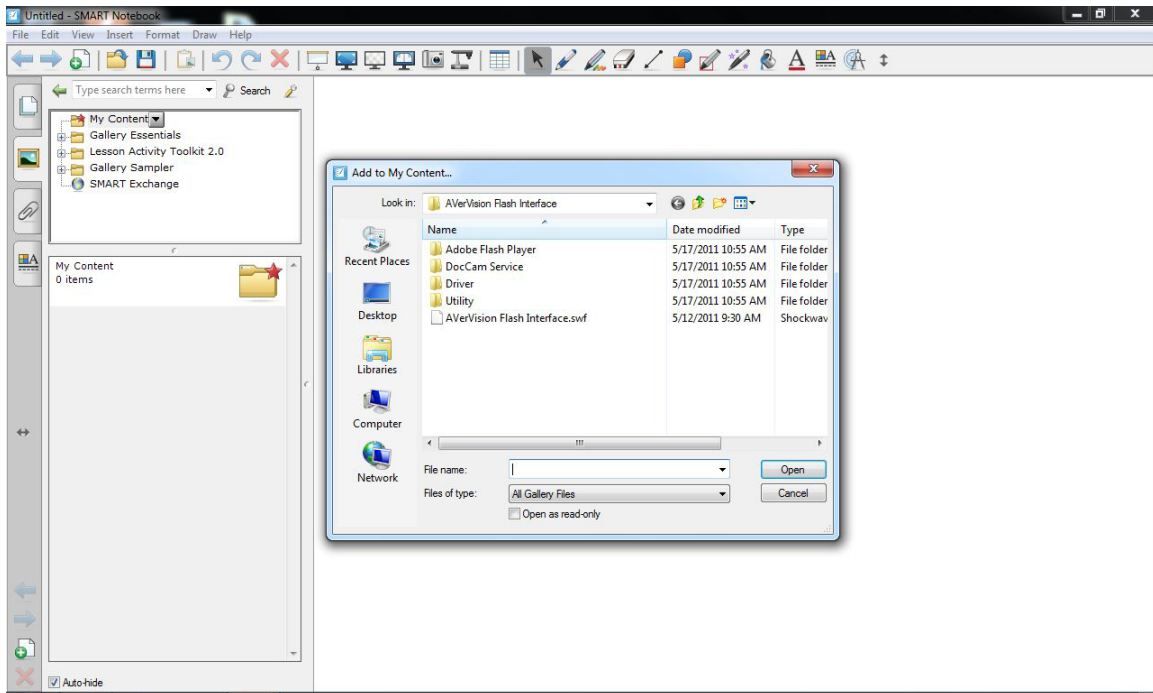 Untitled - SMART Notebook
File Edit View Insert Format Draw Help
Type search terms here Search
My Content
Gallery Essentials
Lesson Activity Toolkit 2.0
Gallery Sampler
SMART Exchange
My Content
0 items
Auto-hide
Add to My Content...
Look in: AVerVision Flash Interface
Recent Places
Desktop
Libraries
Computer
Network
Name Date modified Type
Adobe Flash Player 5/17/2011 10:55 AM File folder
DocCam Service 5/17/2011 10:55 AM File folder
Driver 5/17/2011 10:55 AM File folder
Utility 5/17/2011 10:55 AM File folder
AVerVision Flash Interface.swf 5/12/2011 9:30 AM Shockwav
File name: Open
Files of type: All Gallery Files Cancel
Open as read-only